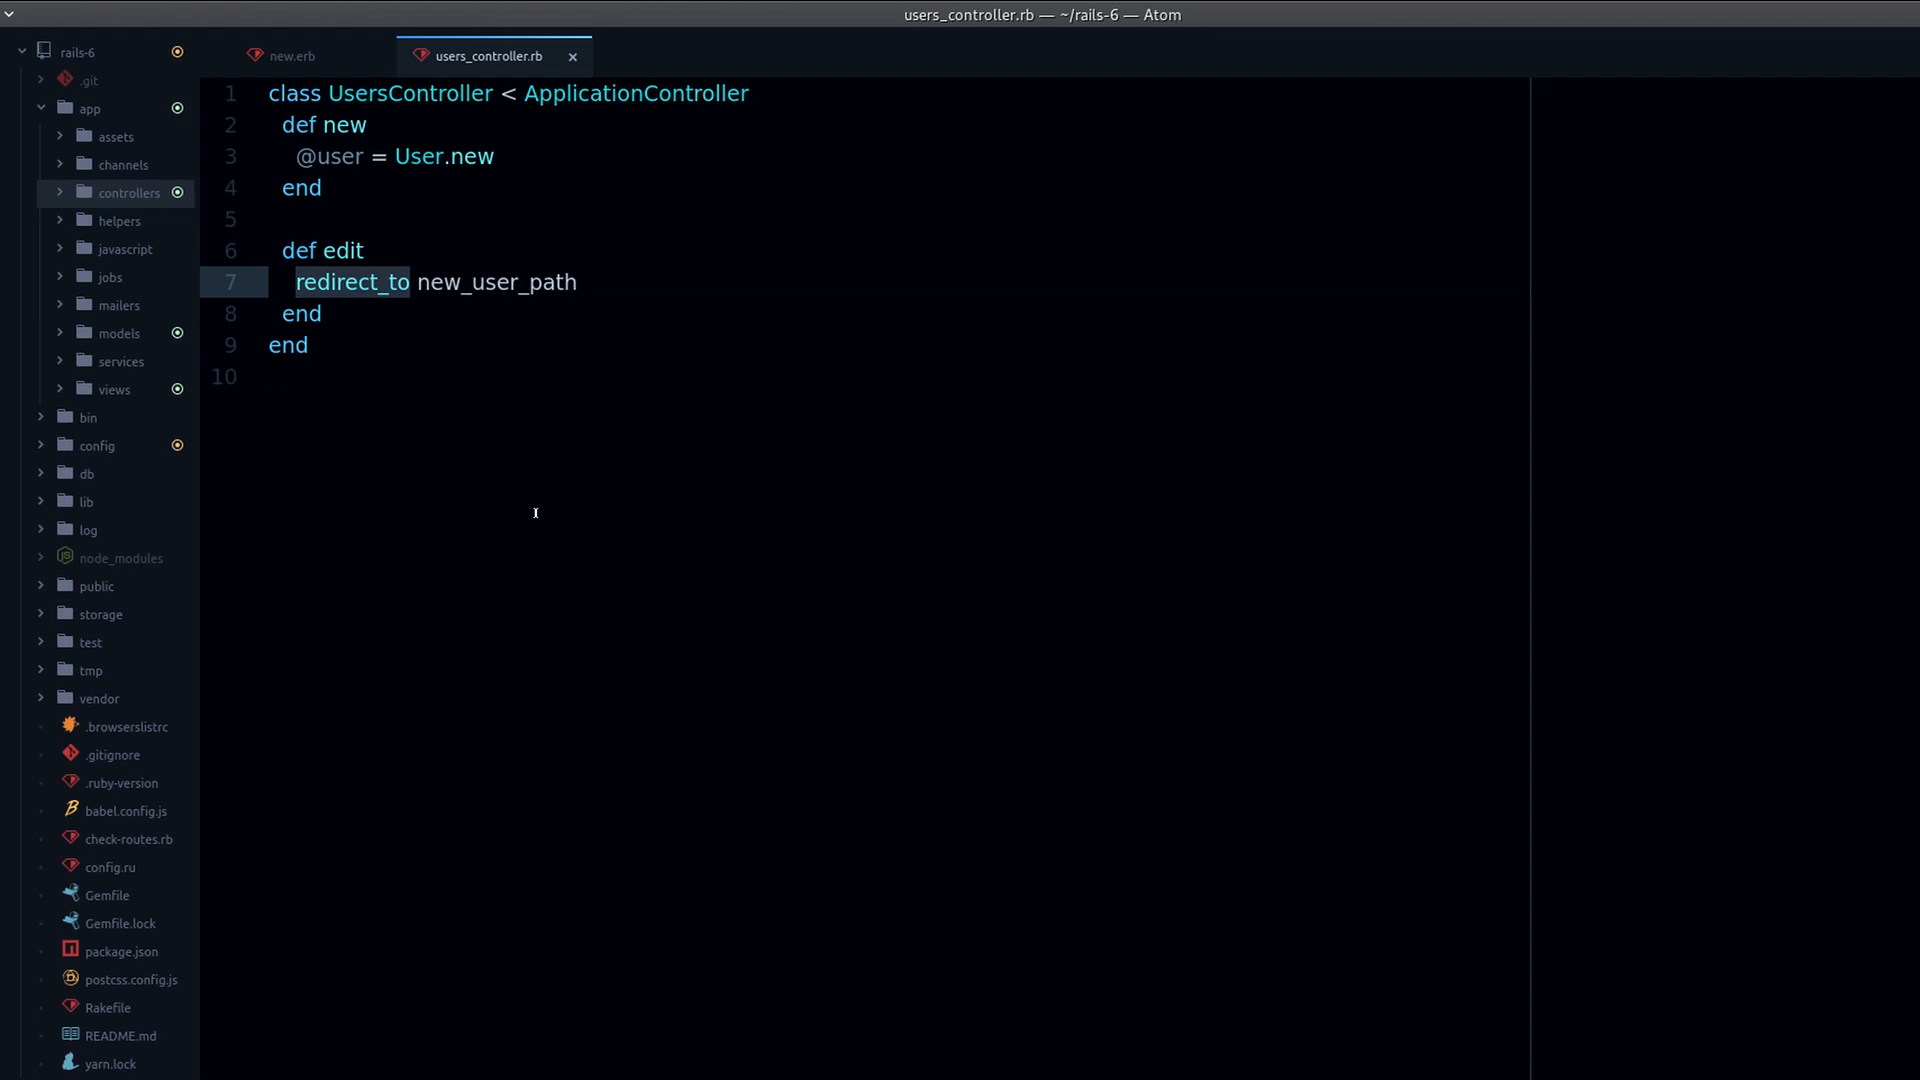 users_controller.rb — ~/rails-6 — Atom
rails-6
.git
app
assets
channels
controllers
helpers
javascript
jobs
mailers
models
services
views
bin
config
db
lib
log
node_modules
public
storage
test
tmp
vendor
.browserslistrc
.gitignore
.ruby-version
babel.config.js
check-routes.rb
config.ru
Gemfile
Gemfile.lock
package.json
postcss.config.js
Rakefile
README.md
yarn.lock
new.erb
users_controller.rb ×
1 class UsersController < ApplicationController
2 def new
3 @user = User.new
4 end
5
6 def edit
7 redirect_to new_user_path
8 end
9 end
10